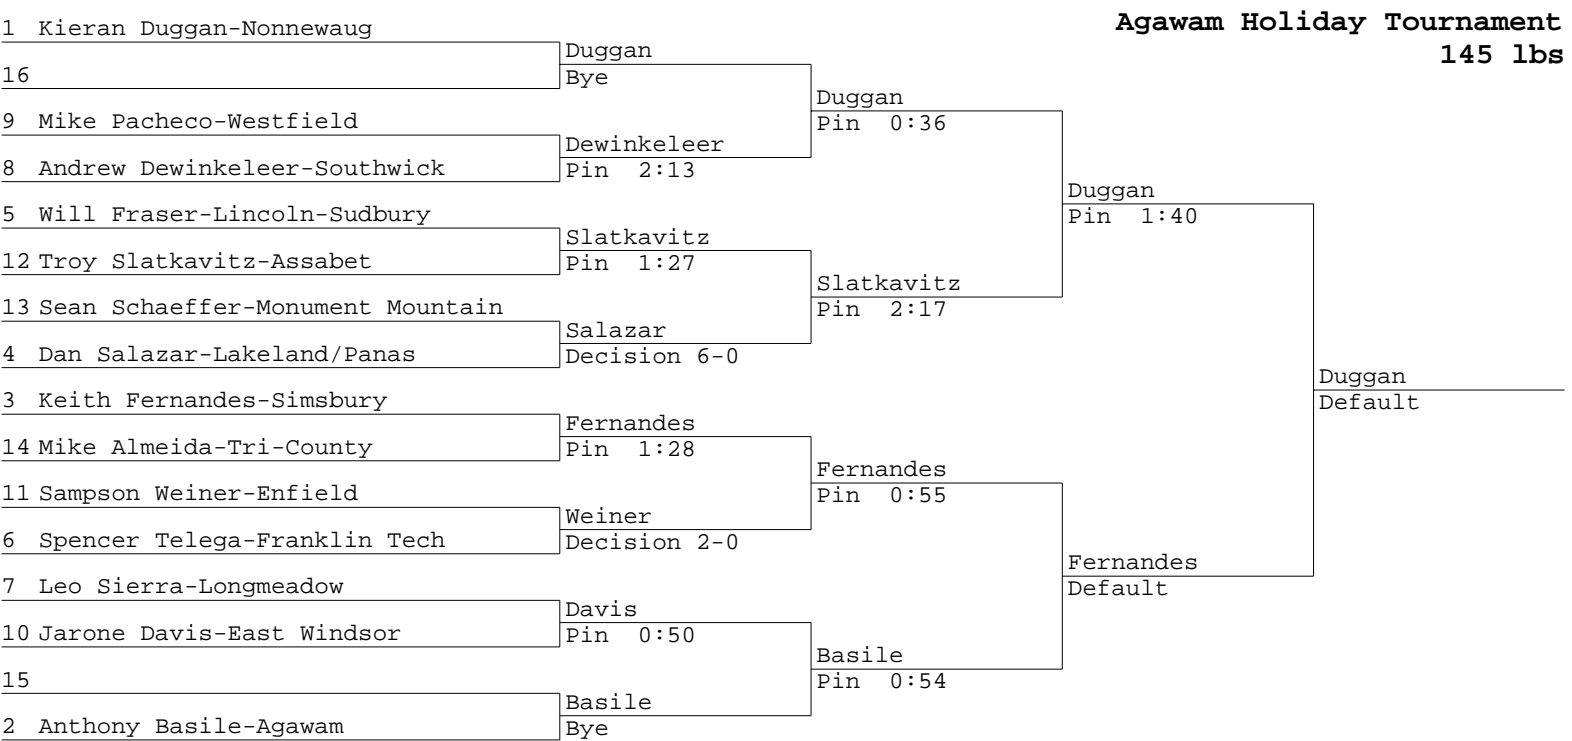 Agawam Holiday Tournament
145 lbs
1 Kieran Duggan-Nonnewaug
16
9 Mike Pacheco-Westfield
8 Andrew Dewinkeleer-Southwick
5 Will Fraser-Lincoln-Sudbury
12 Troy Slatkavitz-Assabet
13 Sean Schaeffer-Monument Mountain
4 Dan Salazar-Lakeland/Panas
3 Keith Fernandes-Simsbury
14 Mike Almeida-Tri-County
11 Sampson Weiner-Enfield
6 Spencer Telega-Franklin Tech
7 Leo Sierra-Longmeadow
10 Jarone Davis-East Windsor
15
2 Anthony Basile-Agawam
Duggan
Bye
Dewinkeleer
Pin 2:13
Slatkavitz
Pin 1:27
Salazar
Decision 6-0
Fernandes
Pin 1:28
Weiner
Decision 2-0
Davis
Pin 0:50
Basile
Bye
Duggan
Pin 0:36
Slatkavitz
Pin 2:17
Fernandes
Pin 0:55
Basile
Pin 0:54
Duggan
Pin 1:40
Fernandes
Default
Duggan
Default